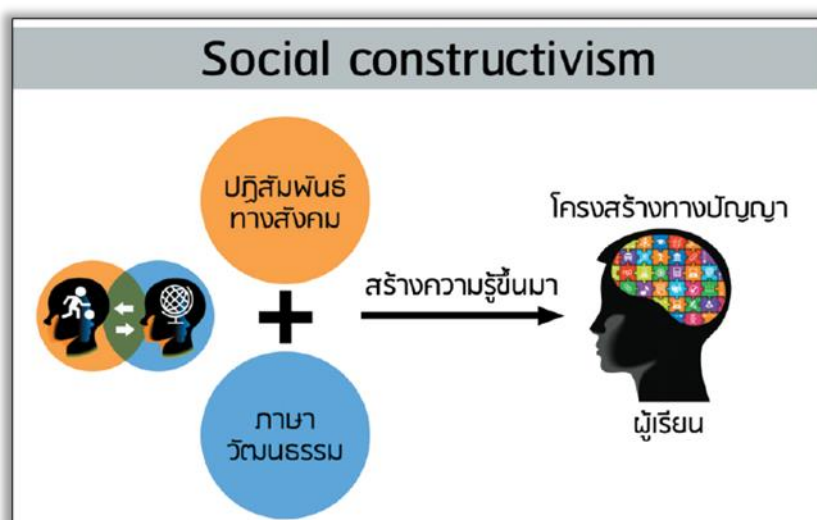 Social constructivism
ปฏิสัมพันธ์
ทางสังคม
สร้างความรู้ขึ้นมา
ภาษา
วัฒนธรรม
โครงสร้างทางปัญญา
ผู้เรียน